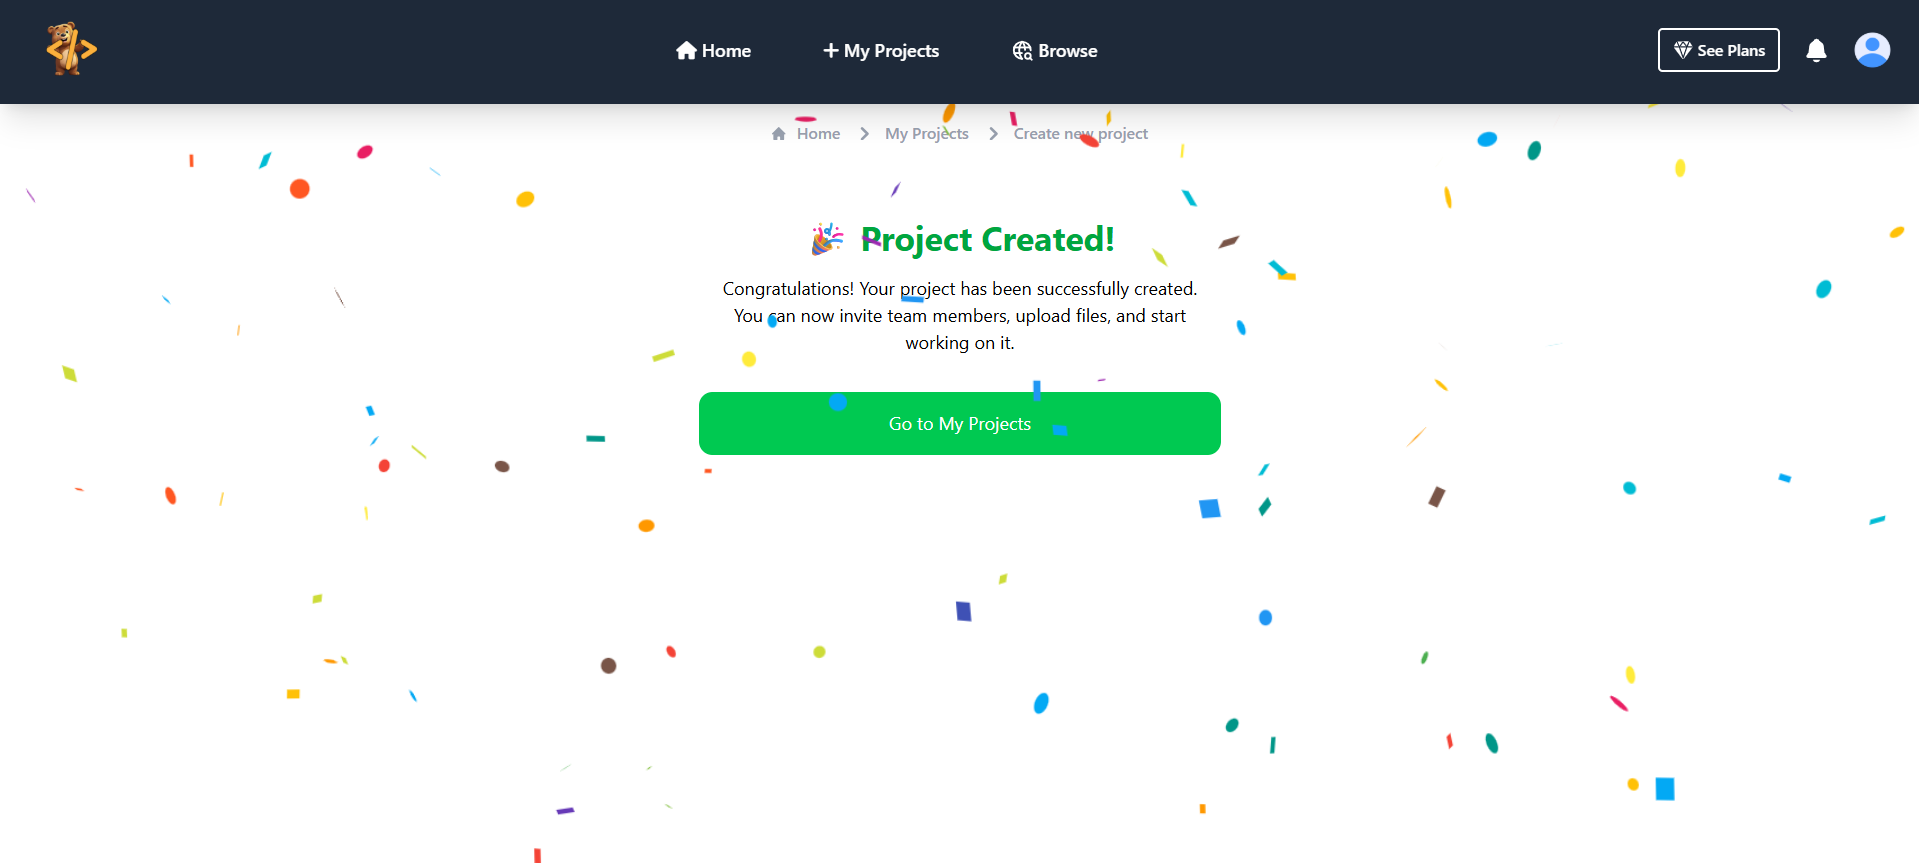 Home
My Projects
Browse
See Plans
Home
My Projects
Create new project
Project Created!
Congratulations! Your project has been successfully created.
You can now invite team members, upload files, and start
working on it.
Go to My Projects